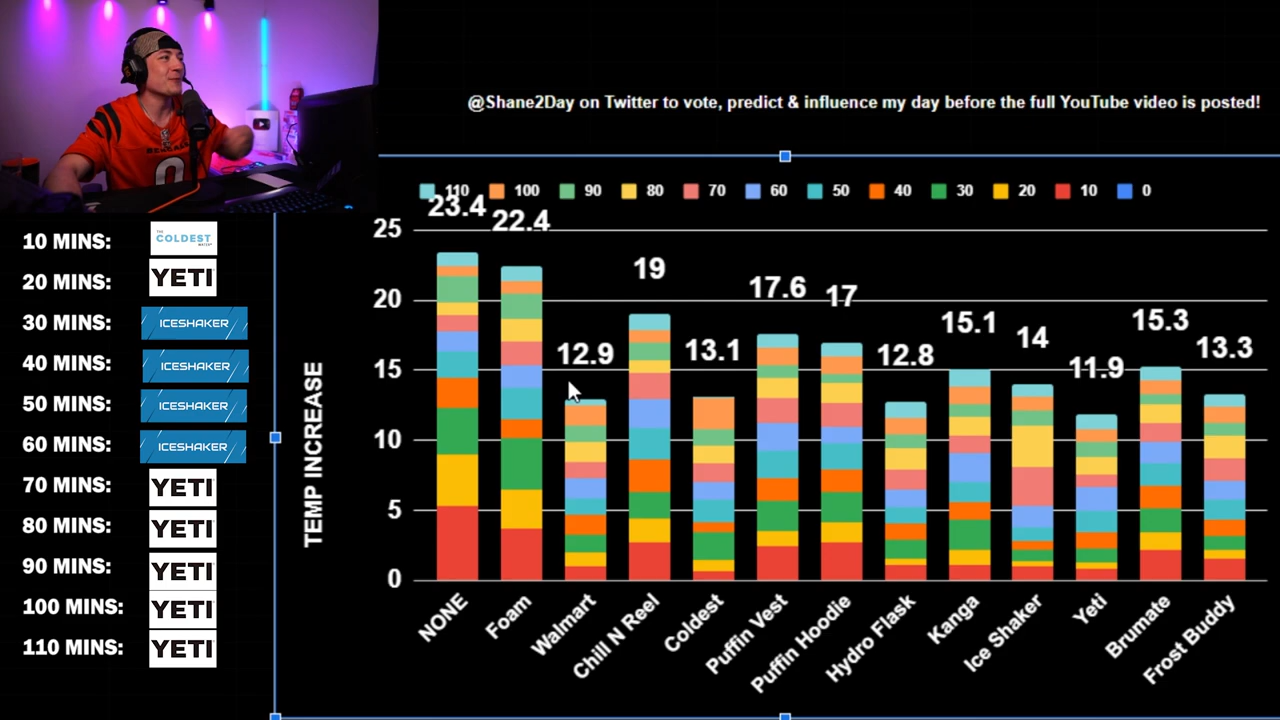 @Shane2Day on Twitter to vote, predict & influence my day before the full YouTube video is posted!
110 100 90 80 70 60 50 40 30 20 10 0
10 MINS: THE COLDEST WATER
20 MINS: YETI
30 MINS: ICESHAKER
40 MINS: ICESHAKER
50 MINS: ICESHAKER
60 MINS: ICESHAKER
70 MINS: YETI
80 MINS: YETI
90 MINS: YETI
100 MINS: YETI
110 MINS: YETI
TEMP INCREASE
25
20
15
10
5
0
23.4
22.4
12.9
19
13.1
17.6
17
12.8
15.1
14
11.9
15.3
13.3
NONE
Foam
Walmart
Chill N Reel
Coldest
Puffin Vest
Puffin Hoodie
Hydro Flask
Kanga
Ice Shaker
Yeti
Brumate
Frost Buddy